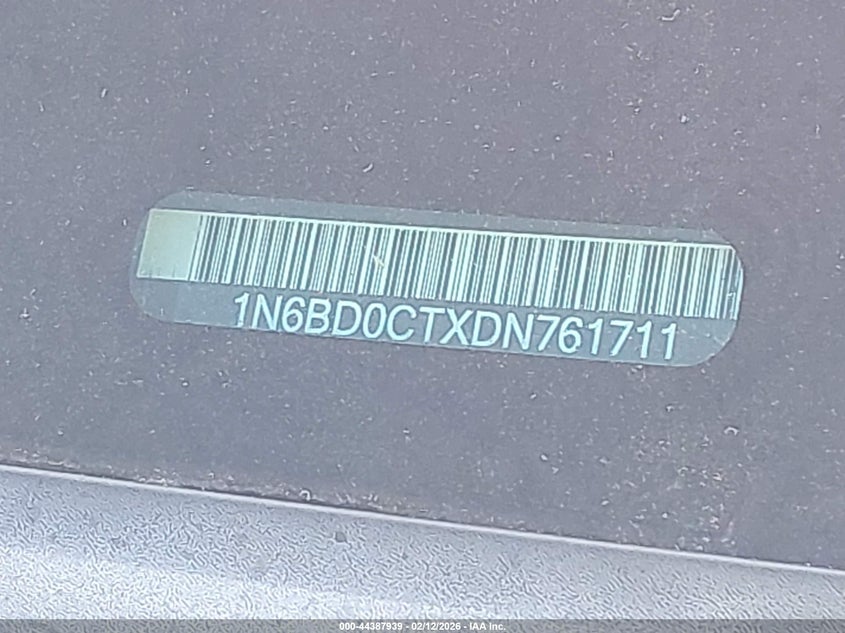 1N6BD0CTXDN761711
000-44387939 - 02/12/2026 - IAA Inc.